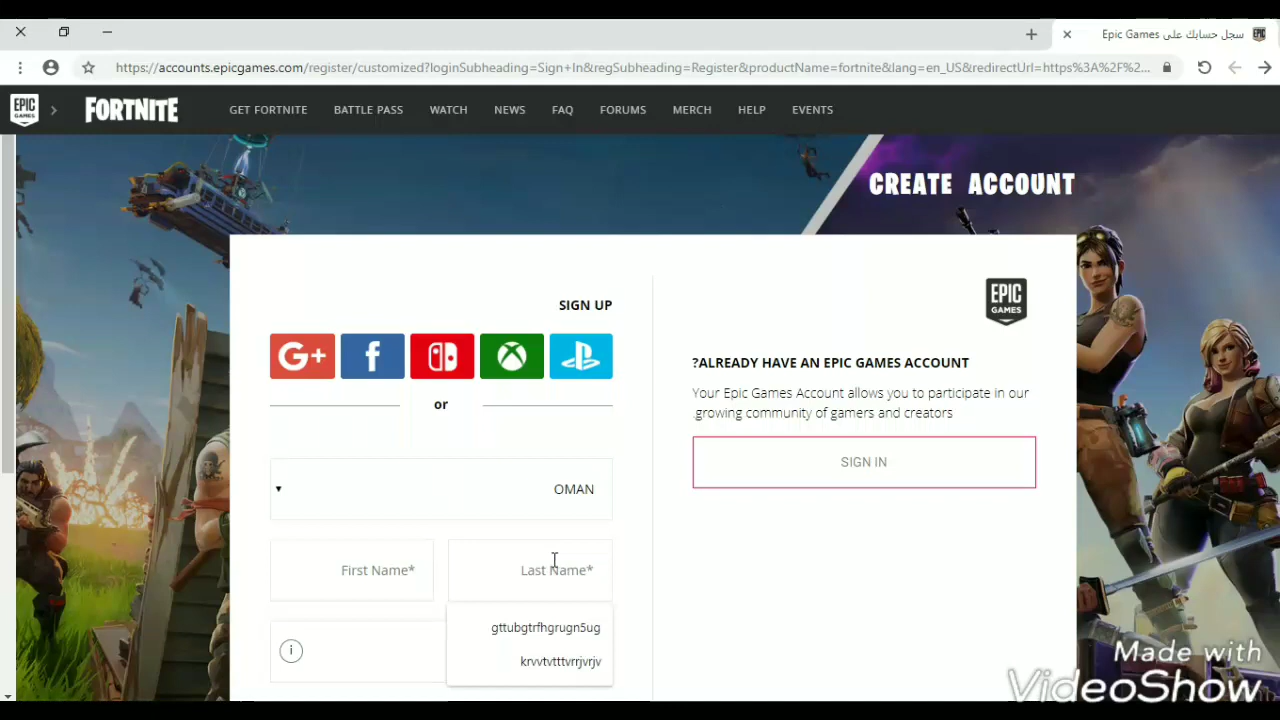 سجل حسابك على Epic Games
https://accounts.epicgames.com/register/customized?loginSubheading=Sign+In&regSubheading=Register&productName=fortnite&lang=en_US&redirectUrl=https%3A%2F%2...
EPIC GAMES
FORTNITE
GET FORTNITE
BATTLE PASS
WATCH
NEWS
FAQ
FORUMS
MERCH
HELP
EVENTS
CREATE ACCOUNT
SIGN UP
G+
f
or
OMAN
First Name*
Last Name*
gttubgtrfhgrugn5ug
krvvtvtttvrrjvrjv
i
EPIC GAMES
?ALREADY HAVE AN EPIC GAMES ACCOUNT
Your Epic Games Account allows you to participate in our
.growing community of gamers and creators
SIGN IN
Made with
VideoShow